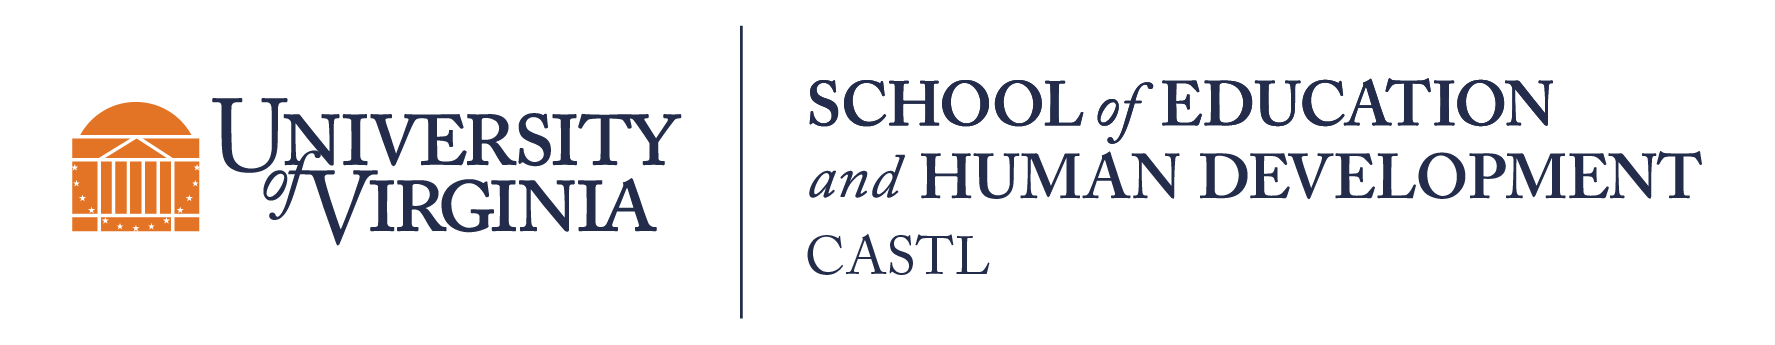 UNIVERSITY
of VIRGINIA
SCHOOL of EDUCATION
and HUMAN DEVELOPMENT
CASTL